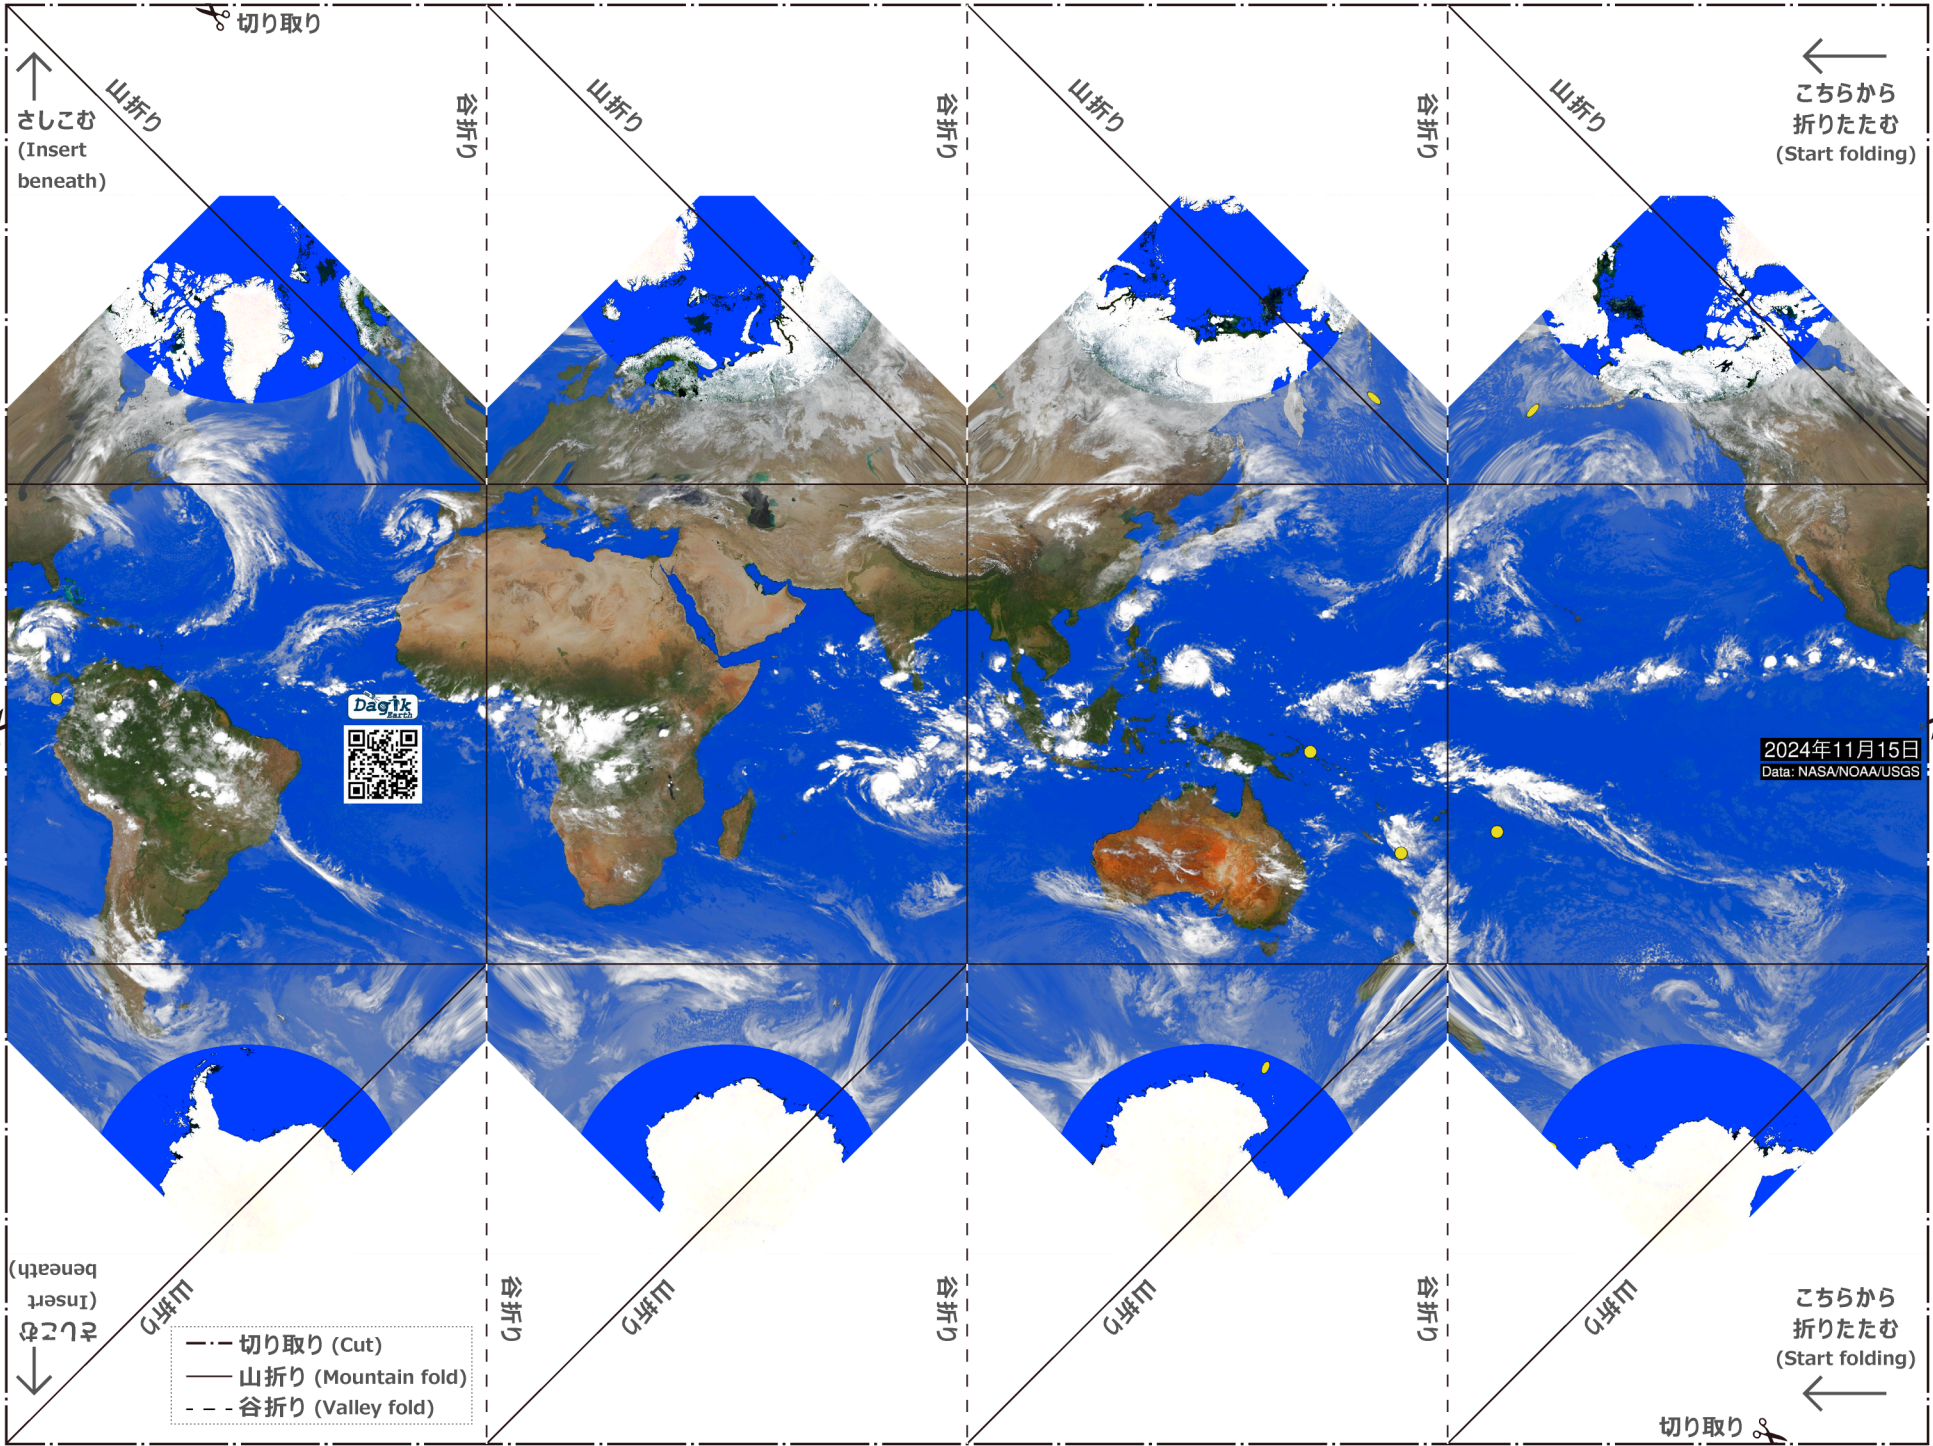 切り取り
山折り
谷折り
山折り
谷折り
山折り
谷折り
山折り
さしこむ
(Insert
beneath)
こちらから
折りたたむ
(Start folding)
Dagik
Earth
2024年11月15日
Data: NASA/NOAA/USGS
さしこむ
(Insert
beneath)
山折り
谷折り
山折り
谷折り
山折り
谷折り
山折り
こちらから
折りたたむ
(Start folding)
切り取り (Cut)
山折り (Mountain fold)
谷折り (Valley fold)
切り取り